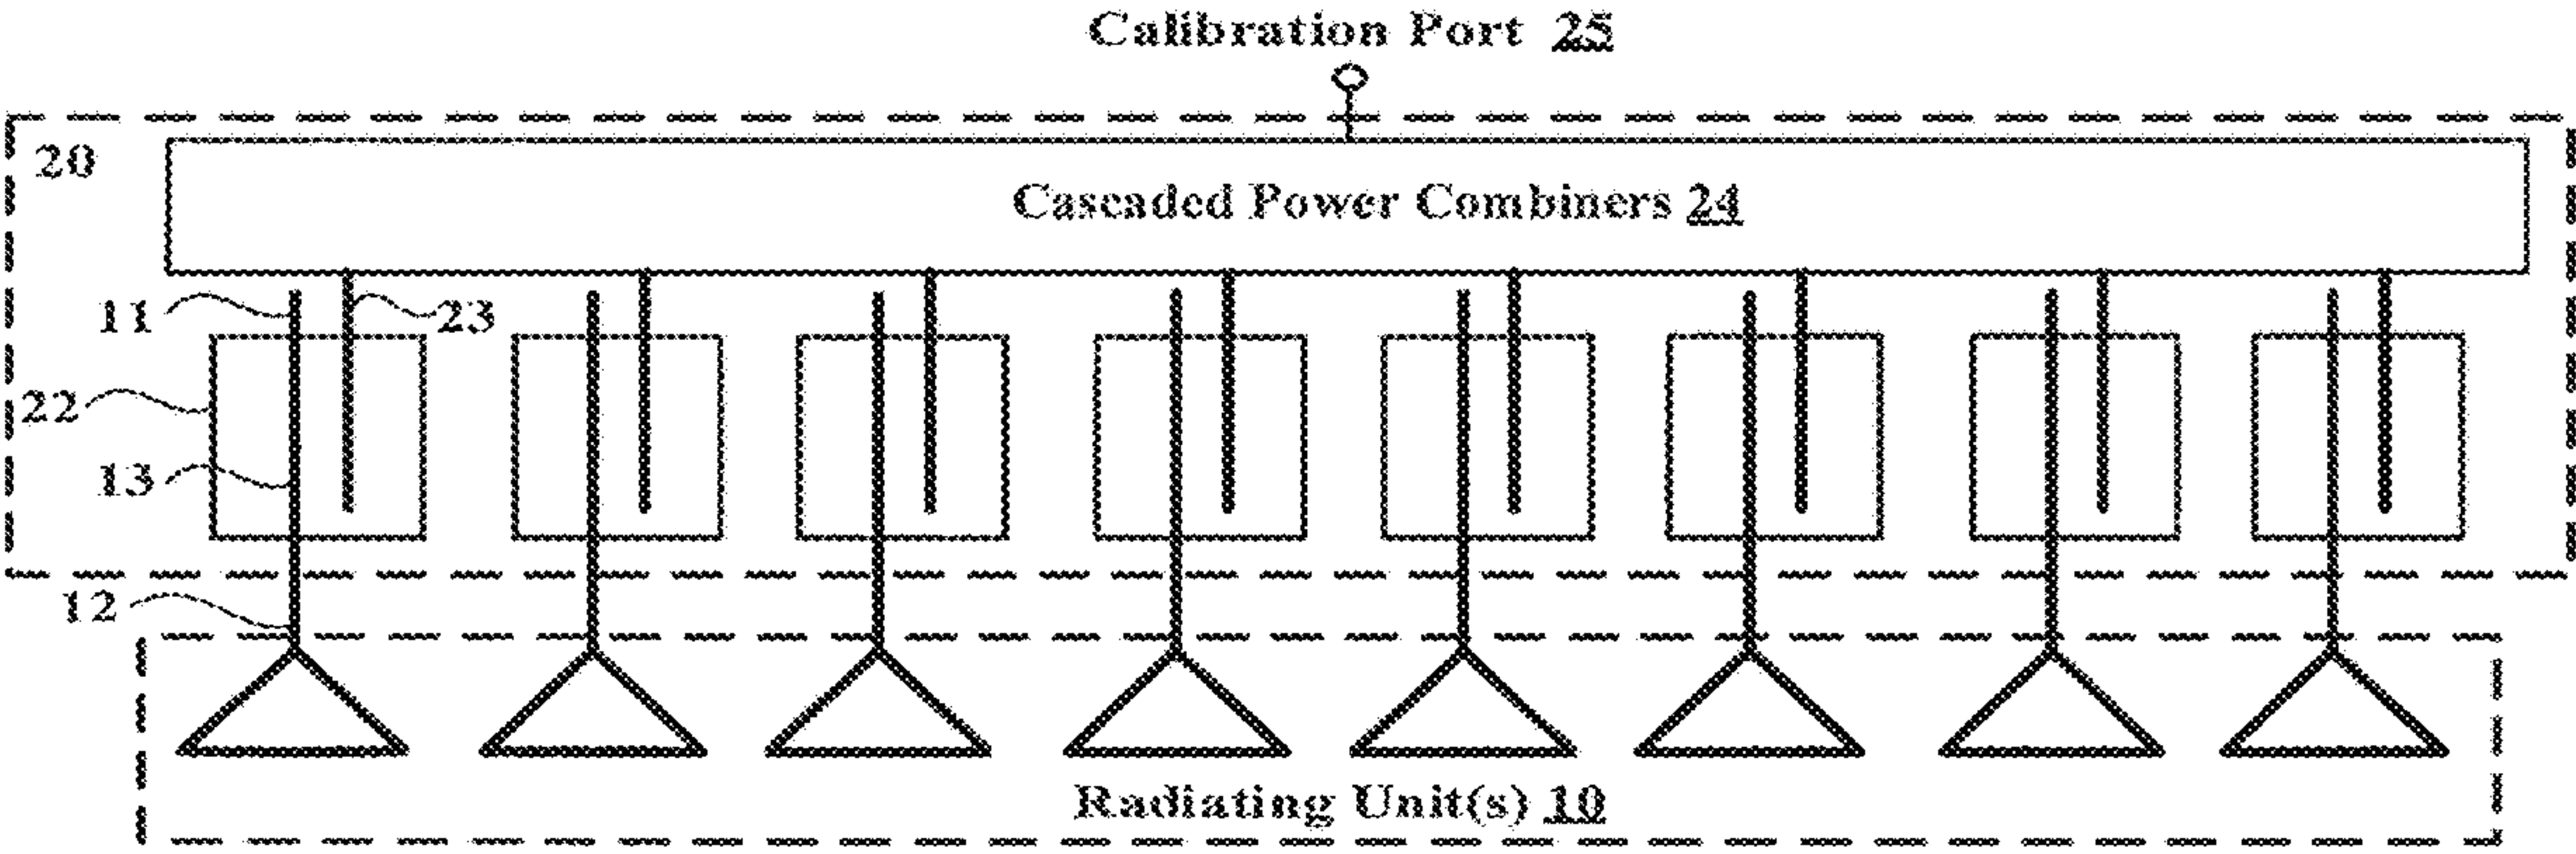 Calibration Port 25
20
Cascaded Power Combiners 24
11
23
22
13
12
Radiating Unit(s) 10